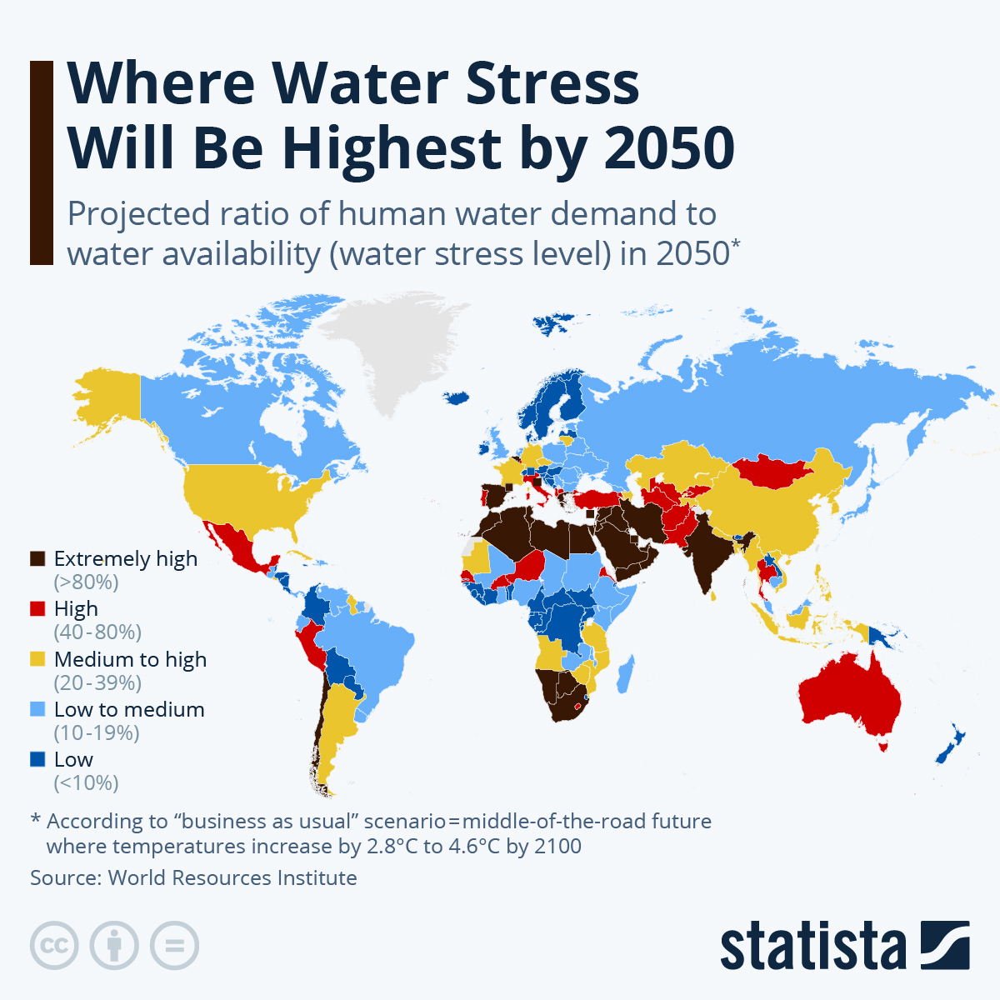 Where Water Stress
Will Be Highest by 2050
Projected ratio of human water demand to
water availability (water stress level) in 2050*
Extremely high
(>80%)
High
(40-80%)
Medium to high
(20-39%)
Low to medium
(10-19%)
Low
(<10%)
* According to “business as usual” scenario=middle-of-the-road future
where temperatures increase by 2.8°C to 4.6°C by 2100
Source: World Resources Institute
cc
statista